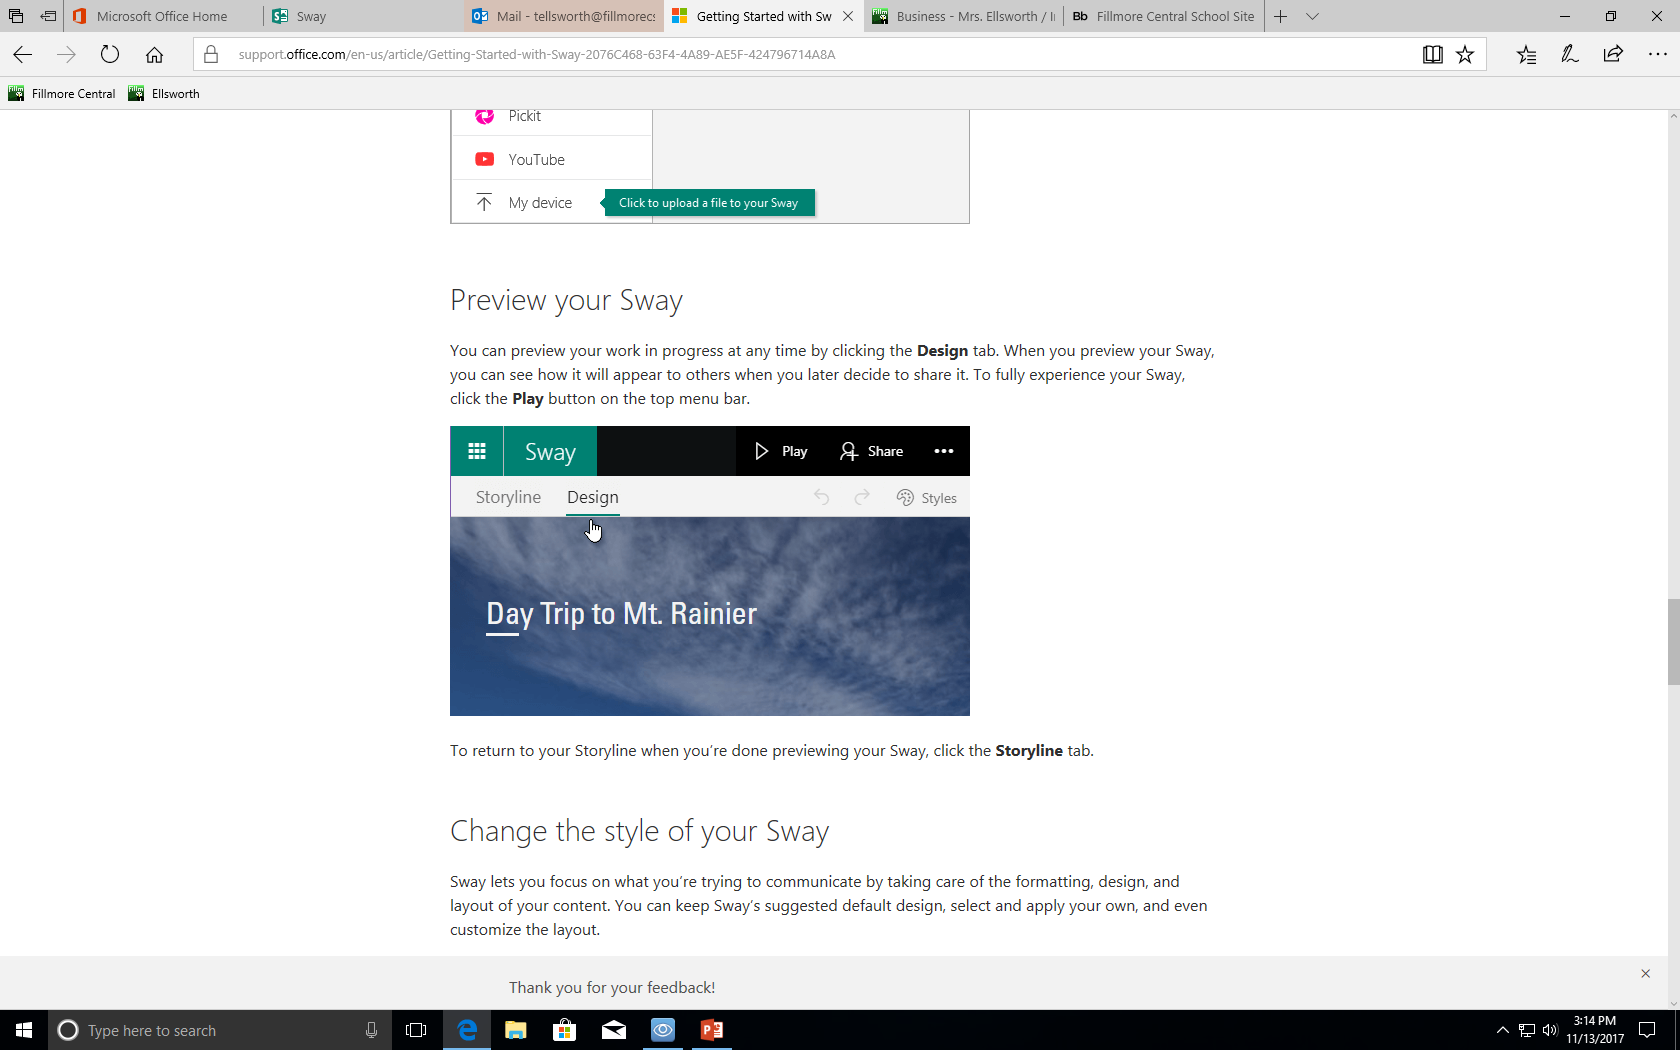 Microsoft Office Home
Sway
Mail - tellsworth@fillmorecs
Getting Started with Sw
Business - Mrs. Ellsworth / I
Bb Fillmore Central School Site
support.office.com/en-us/article/Getting-Started-with-Sway-2076C468-63F4-4A89-AE5F-424796714A8A
Fillmore Central
Ellsworth
Pickit
YouTube
My device
Click to upload a file to your Sway
Preview your Sway
You can preview your work in progress at any time by clicking the Design tab. When you preview your Sway,
you can see how it will appear to others when you later decide to share it. To fully experience your Sway,
click the Play button on the top menu bar.
Sway
Play
Share
Storyline
Design
Styles
Day Trip to Mt. Rainier
To return to your Storyline when you're done previewing your Sway, click the Storyline tab.
Change the style of your Sway
Sway lets you focus on what you're trying to communicate by taking care of the formatting, design, and
layout of your content. You can keep Sway's suggested default design, select and apply your own, and even
customize the layout.
Thank you for your feedback!
Type here to search
3:14 PM
11/13/2017